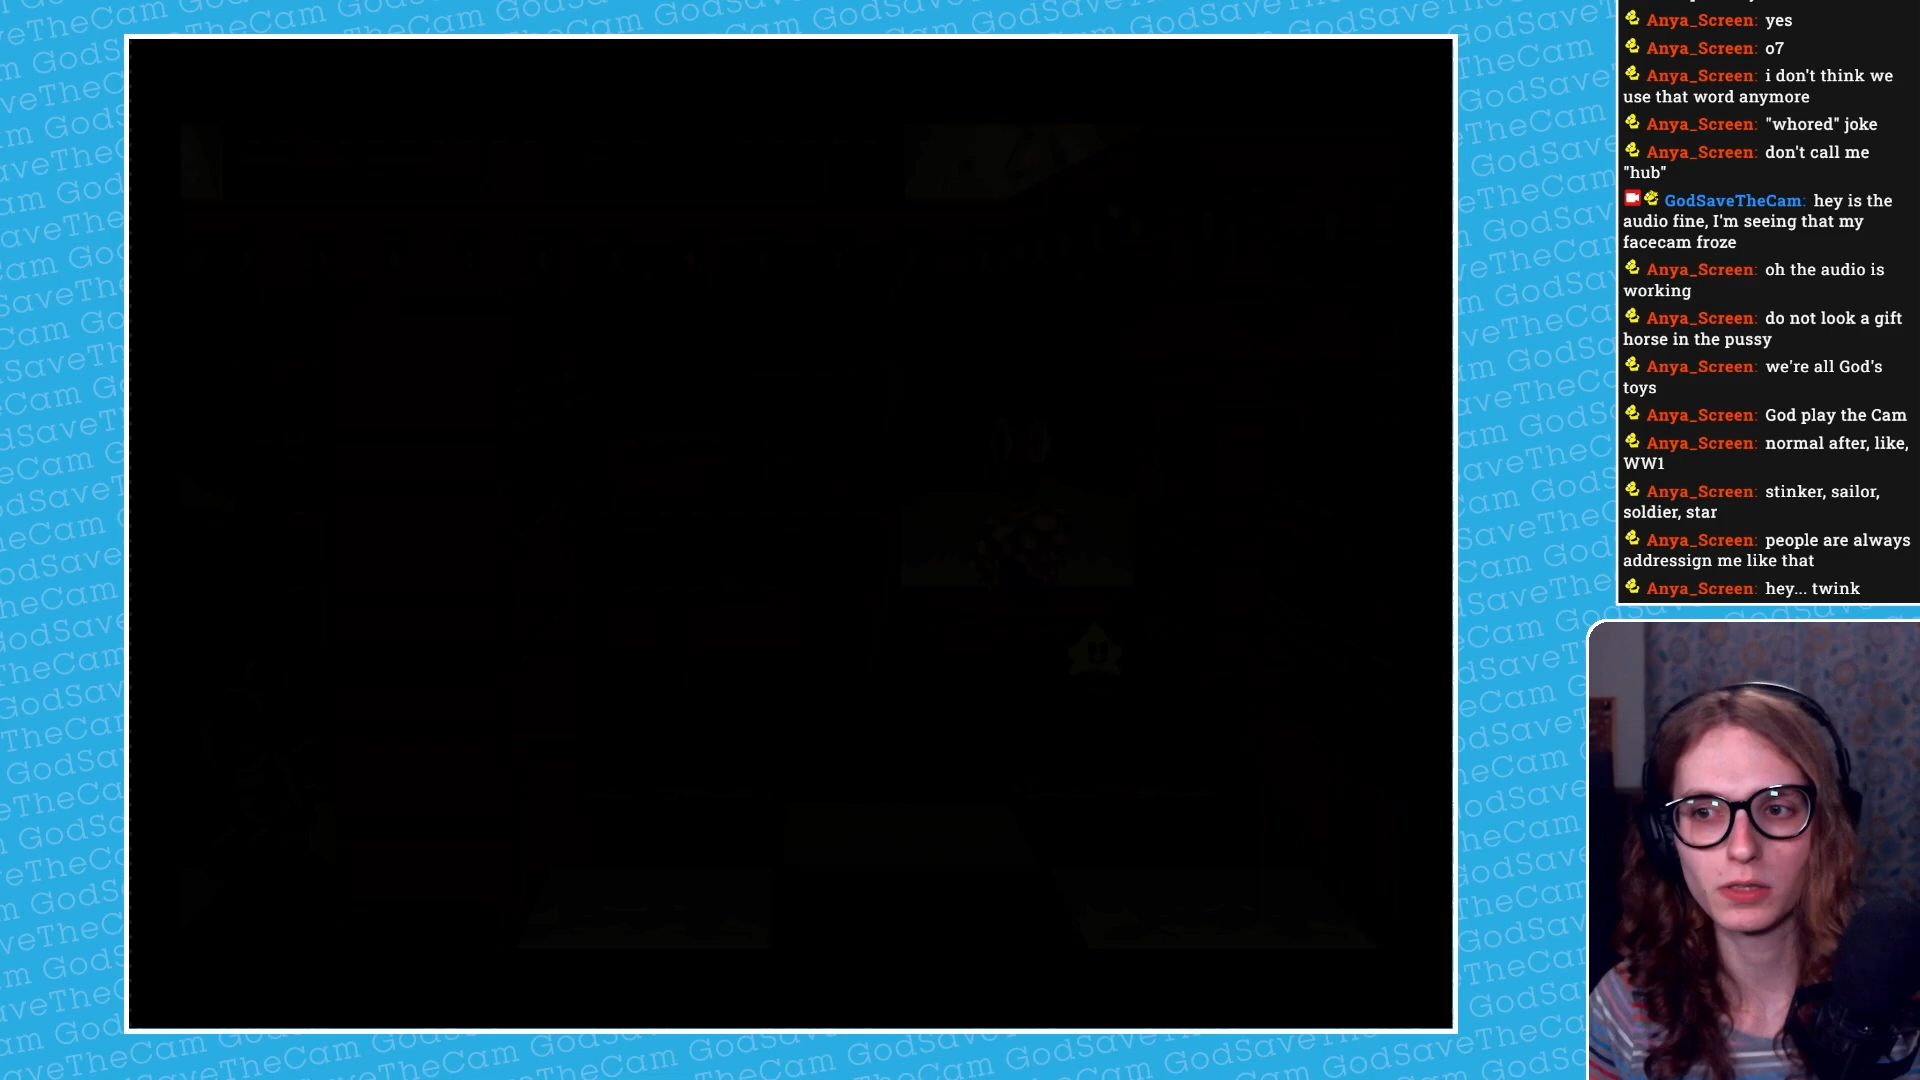 Anya_Screen: yes
Anya_Screen: o7
Anya_Screen: i don't think we
use that word anymore
Anya_Screen: "whored" joke
Anya_Screen: don't call me
"hub"
GodSaveTheCam: hey is the
audio fine, I'm seeing that my
facecam froze
Anya_Screen: oh the audio is
working
Anya_Screen: do not look a gift
horse in the pussy
Anya_Screen: we're all God's
toys
Anya_Screen: God play the Cam
Anya_Screen: normal after, like,
WW1
Anya_Screen: stinker, sailor,
soldier, star
Anya_Screen: people are always
addressign me like that
Anya_Screen: hey... twink
GodSaveTheCam GodSaveTheCam GodSaveTheCam